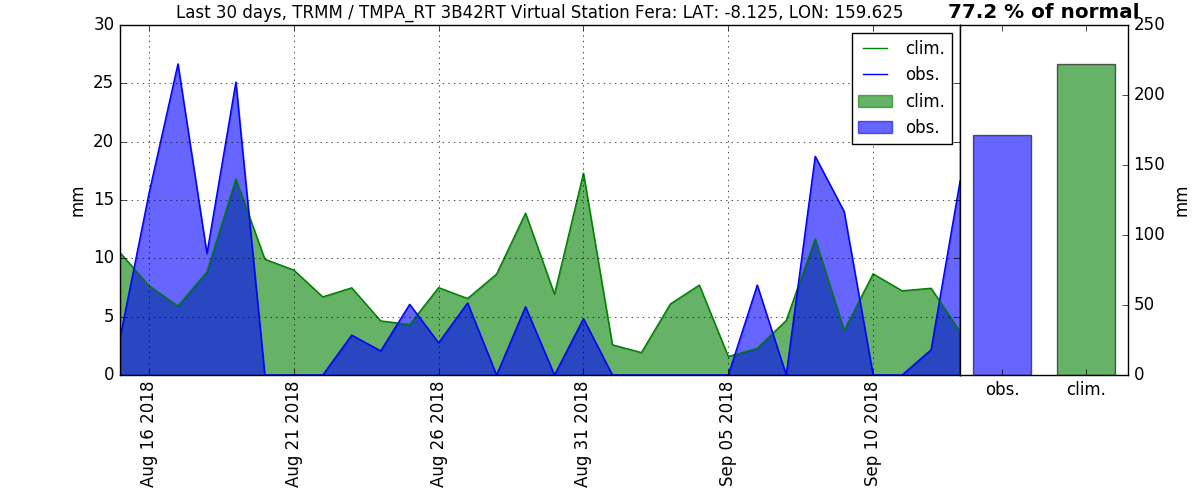 Last 30 days, TRMM / TMPA_RT 3B42RT Virtual Station Fera: LAT: -8.125, LON: 159.625
77.2 % of normal
30
25
20
15
10
5
0
mm
clim.
obs.
clim.
obs.
250
200
150
100
50
0
mm
Aug 16 2018
Aug 21 2018
Aug 26 2018
Aug 31 2018
Sep 05 2018
Sep 10 2018
obs.
clim.